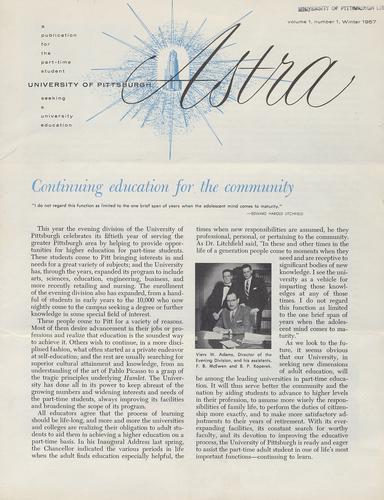 UNIVERSITY OF PITTSBURGH
volume 1, number 1, Winter 1957
a
publication
for
the
part-time
student
UNIVERSITY OF PITTSBURGH
seeking
a
university
education
Astra
Continuing education for the community
"I do not regard this function as limited to the one brief span of years when the adolescent mind comes to maturity."
—EDWARD HAROLD LITCHFIELD
This year the evening division of the University of
Pittsburgh celebrates its fiftieth year of serving the
greater Pittsburgh area by helping to provide oppor-
tunities for higher education for part-time students.
These students come to Pitt bringing interests in and
needs for a great variety of subjects; and the University
has, through the years, expanded its program to include
arts, sciences, education, engineering, business, and
more recently retailing and nursing. The enrollment
of the evening division also has expanded, from a hand-
ful of students in early years to the 10,000 who now
nightly come to the campus seeking a degree or further
knowledge in some special field of interest.
These people come to Pitt for a variety of reasons.
Most of them desire advancement in their jobs or pro-
fessions and realize that education is the soundest way
to achieve it. Others wish to continue, in a more disci-
plined fashion, what often started as a private endeavor
at self-education; and the rest are usually searching for
superior cultural attainment and knowledge, from an
understanding of the art of Pablo Picasso to a grasp of
the tragic principles underlying Hamlet. The Univer-
sity has done all in its power to keep abreast of the
growing numbers and widening interests and needs of
the part-time students, always improving its facilities
and broadening the scope of its program.
All educators agree that the process of learning
should be life-long, and more and more the universities
and colleges are realizing their obligation to adult stu-
dents to aid them in achieving a higher education on a
part-time basis. In his Inaugural Address last spring,
the Chancellor indicated the various periods in life
when the adult finds education especially helpful, the
times when new responsibilities are assumed, be they
professional, personal, or pertaining to the community.
As Dr. Litchfield said, "In these and other times in the
life of a generation people come to moments when they
need and are receptive to
significant bodies of new
knowledge. I see the uni-
versity as a vehicle for
imparting those knowl-
edges at any of those
times. I do not regard
this function as limited
to the one brief span of
years when the adoles-
cent mind comes to ma-
turity."
As we look to the fu-
ture, it seems obvious
that our University, in
seeking new dimensions
of adult education, will
Viers W. Adams, Director of the
Evening Division, and his assistants,
F. B. McEwen and B. P. Koperek.
be among the leading universities in part-time educa-
tion. It will thus serve better the community and the
nation by aiding students to advance to higher levels
in their profession, to assume more wisely the respon-
sibilities of family life, to perform the duties of citizen-
ship more exactly, and to make more satisfactory ad-
justments to their years of retirement. With its ever-
expanding facilities, its constant search for worthy
faculty, and its devotion to improving the educative
process, the University of Pittsburgh is ready and eager
to assist the part-time adult student in one of life's most
important functions—continuing to learn.